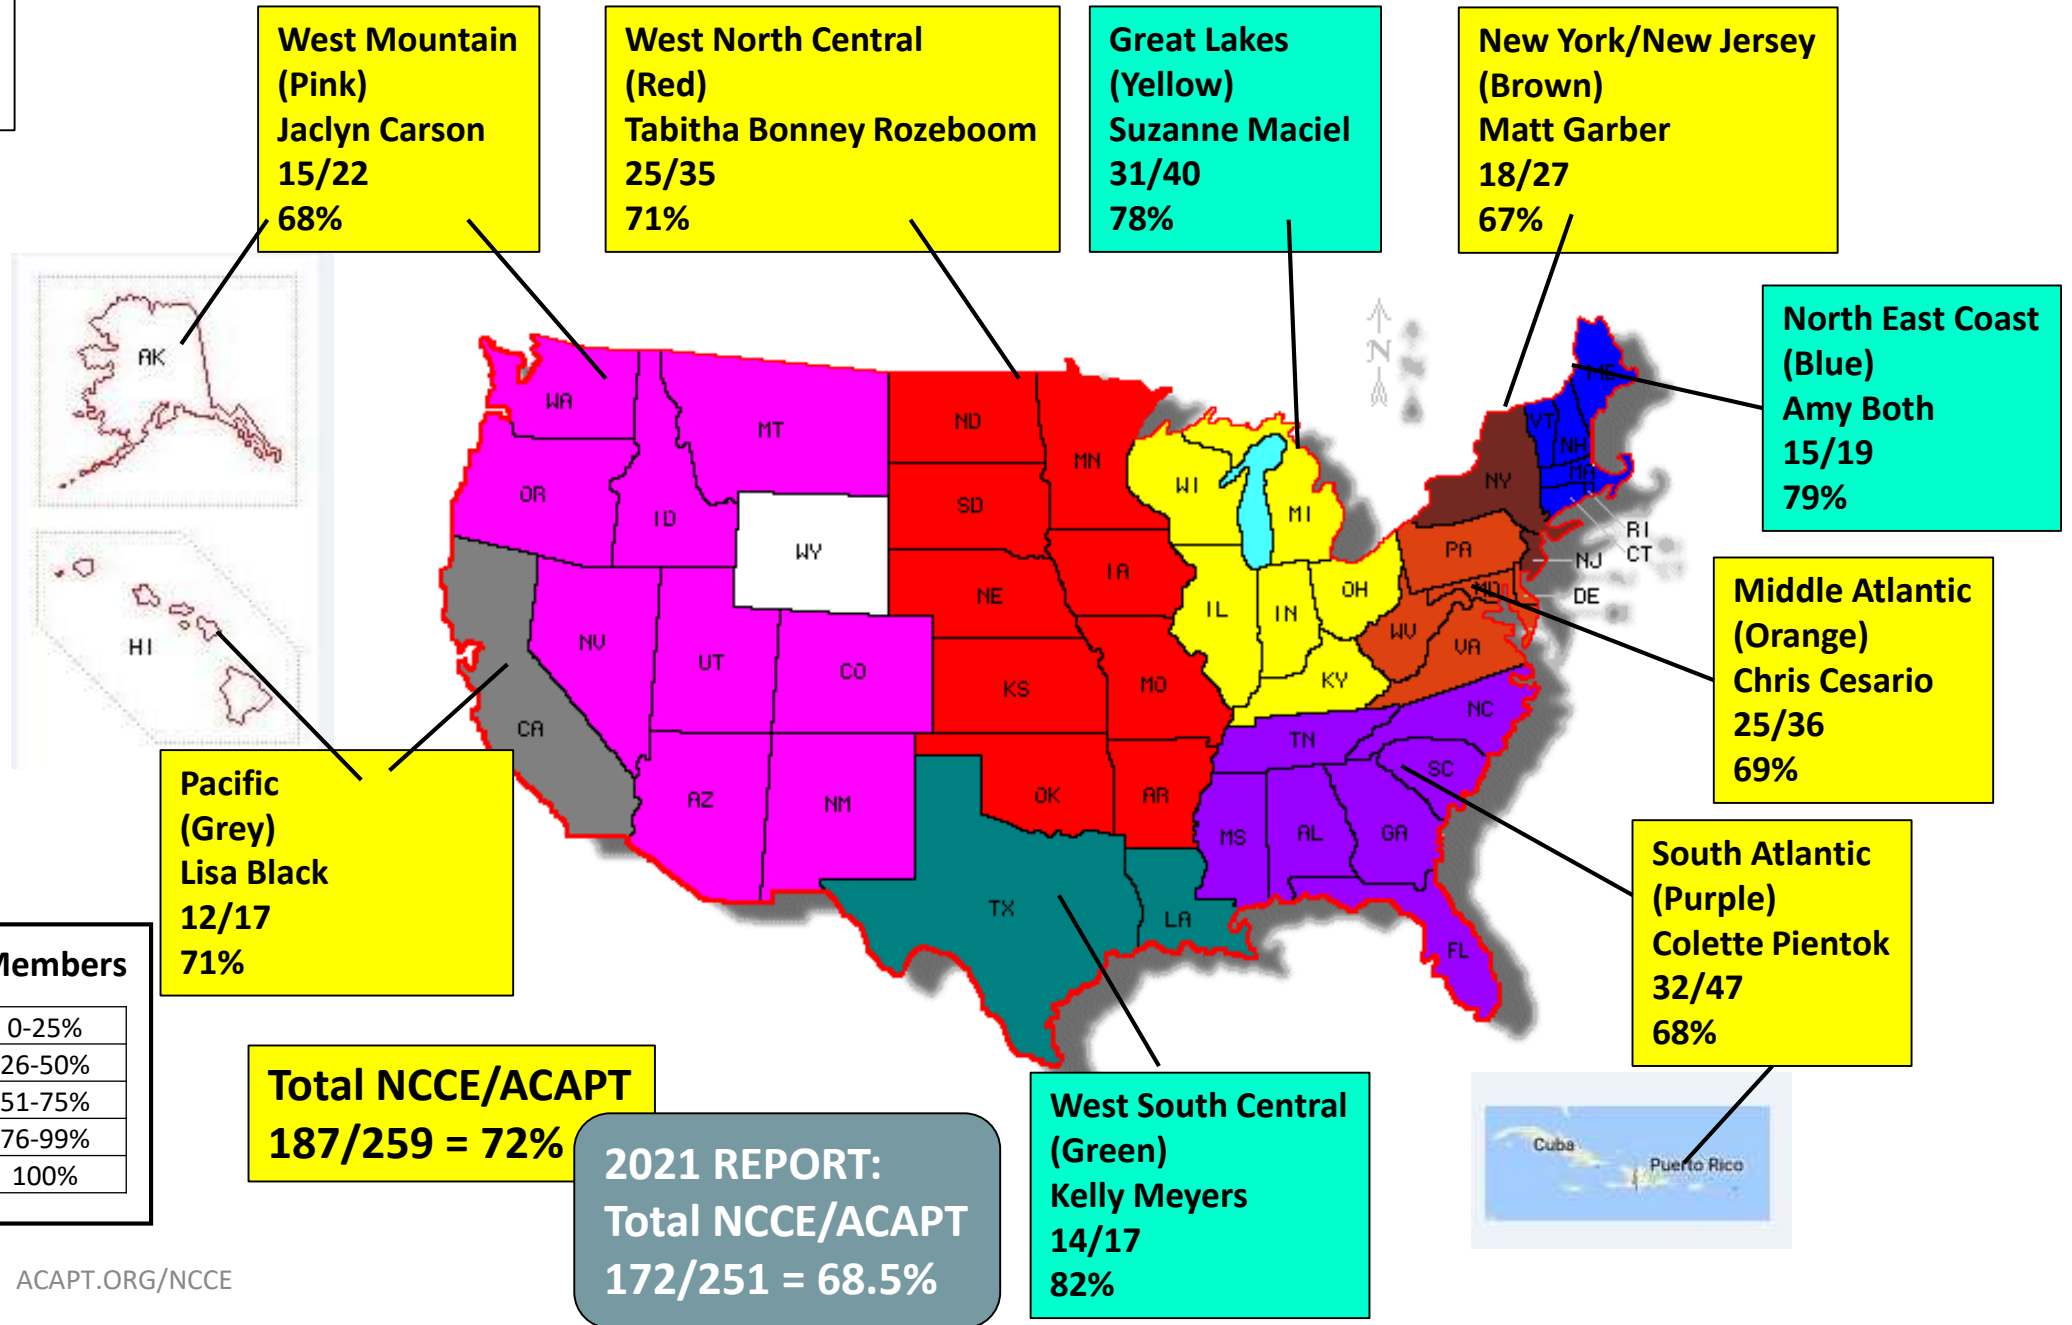 West Mountain
(Pink)
Jaclyn Carson
15/22
68%
West North Central
(Red)
Tabitha Bonney Rozeboom
25/35
71%
Great Lakes
(Yellow)
Suzanne Maciel
31/40
78%
New York/New Jersey
(Brown)
Matt Garber
18/27
67%
North East Coast
(Blue)
Amy Both
15/19
79%
Middle Atlantic
(Orange)
Chris Cesario
25/36
69%
South Atlantic
(Purple)
Colette Pientok
32/47
68%
West South Central
(Green)
Kelly Meyers
14/17
82%
Pacific
(Grey)
Lisa Black
12/17
71%
AK
HI
N
WA
OR
ID
MT
WY
CA
NV
UT
CO
AZ
NM
ND
SD
NE
KS
OK
MN
IA
MO
AR
TX
LA
WI
MI
IL
IN
OH
KY
TN
MS
AL
GA
SC
NC
FL
PA
WV
VA
MD
NY
VT
NH
MA
ME
RI
CT
NJ
DE
Cuba
Puerto Rico
Members
0-25%
26-50%
51-75%
76-99%
100%
Total NCCE/ACAPT
187/259 = 72%
2021 REPORT:
Total NCCE/ACAPT
172/251 = 68.5%
ACAPT.ORG/NCCE